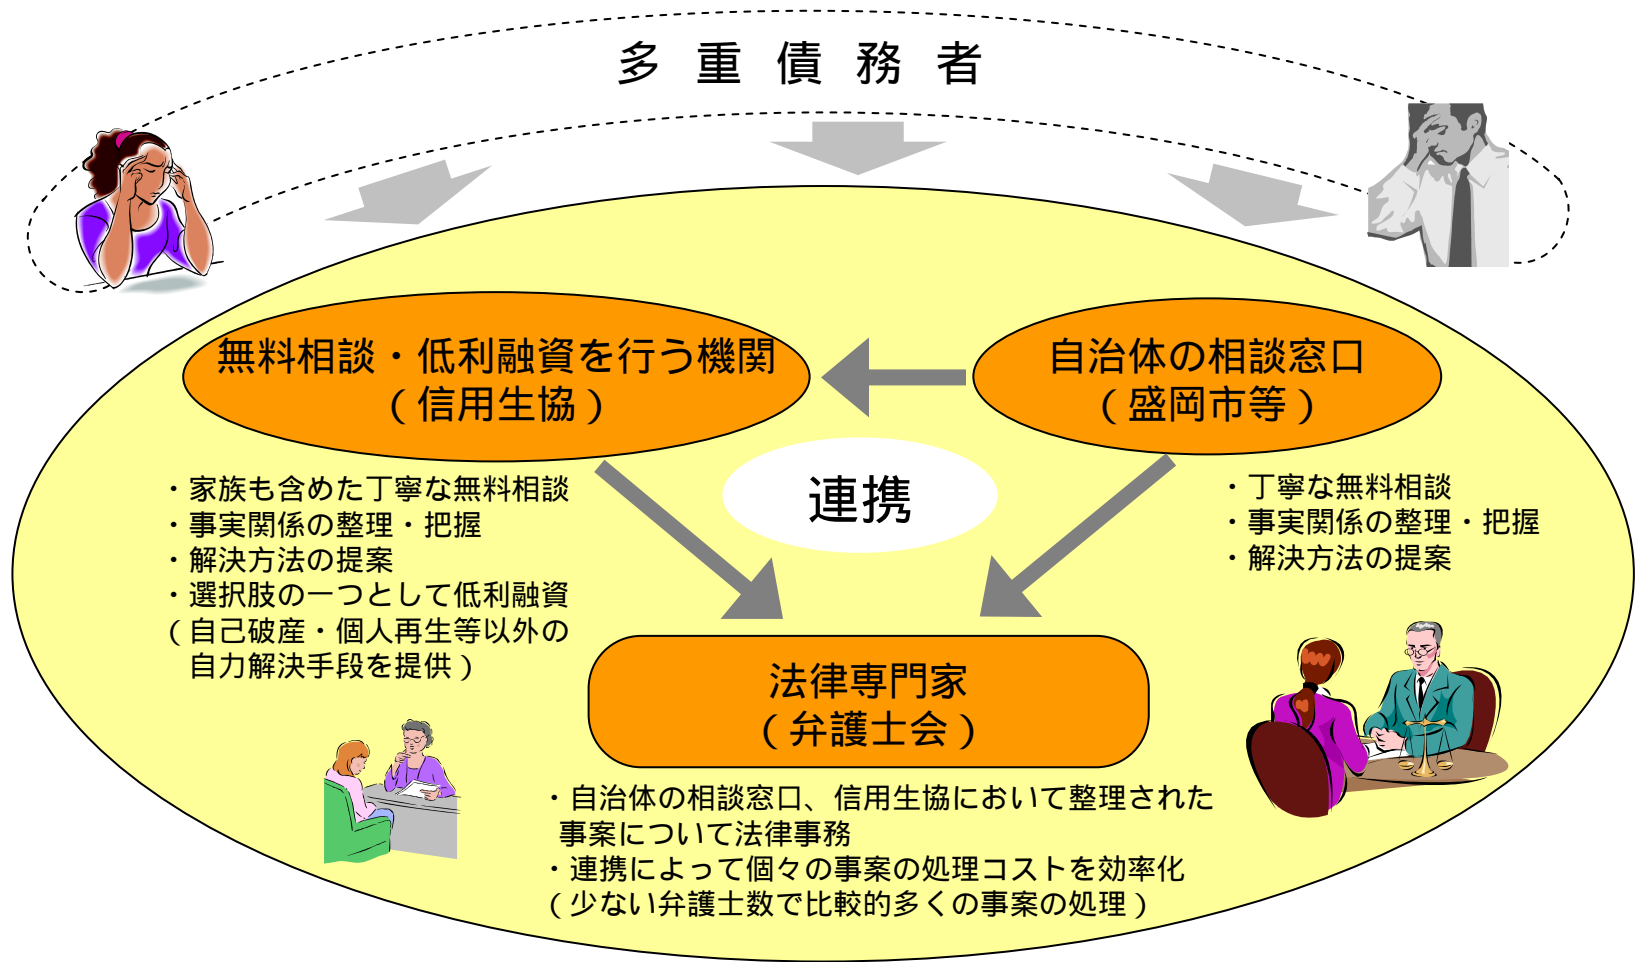 多重債務者
無料相談・低利融資を行う機関
（信用生協）
自治体の相談窓口
（盛岡市等）
連携
・家族も含めた丁寧な無料相談
・事実関係の整理・把握
・解決方法の提案
・選択肢の一つとして低利融資
（自己破産・個人再生等以外の
自力解決手段を提供）
・丁寧な無料相談
・事実関係の整理・把握
・解決方法の提案
法律専門家
（弁護士会）
・自治体の相談窓口、信用生協において整理された
事案について法律事務
・連携によって個々の事案の処理コストを効率化
（少ない弁護士数で比較的多くの事案の処理）